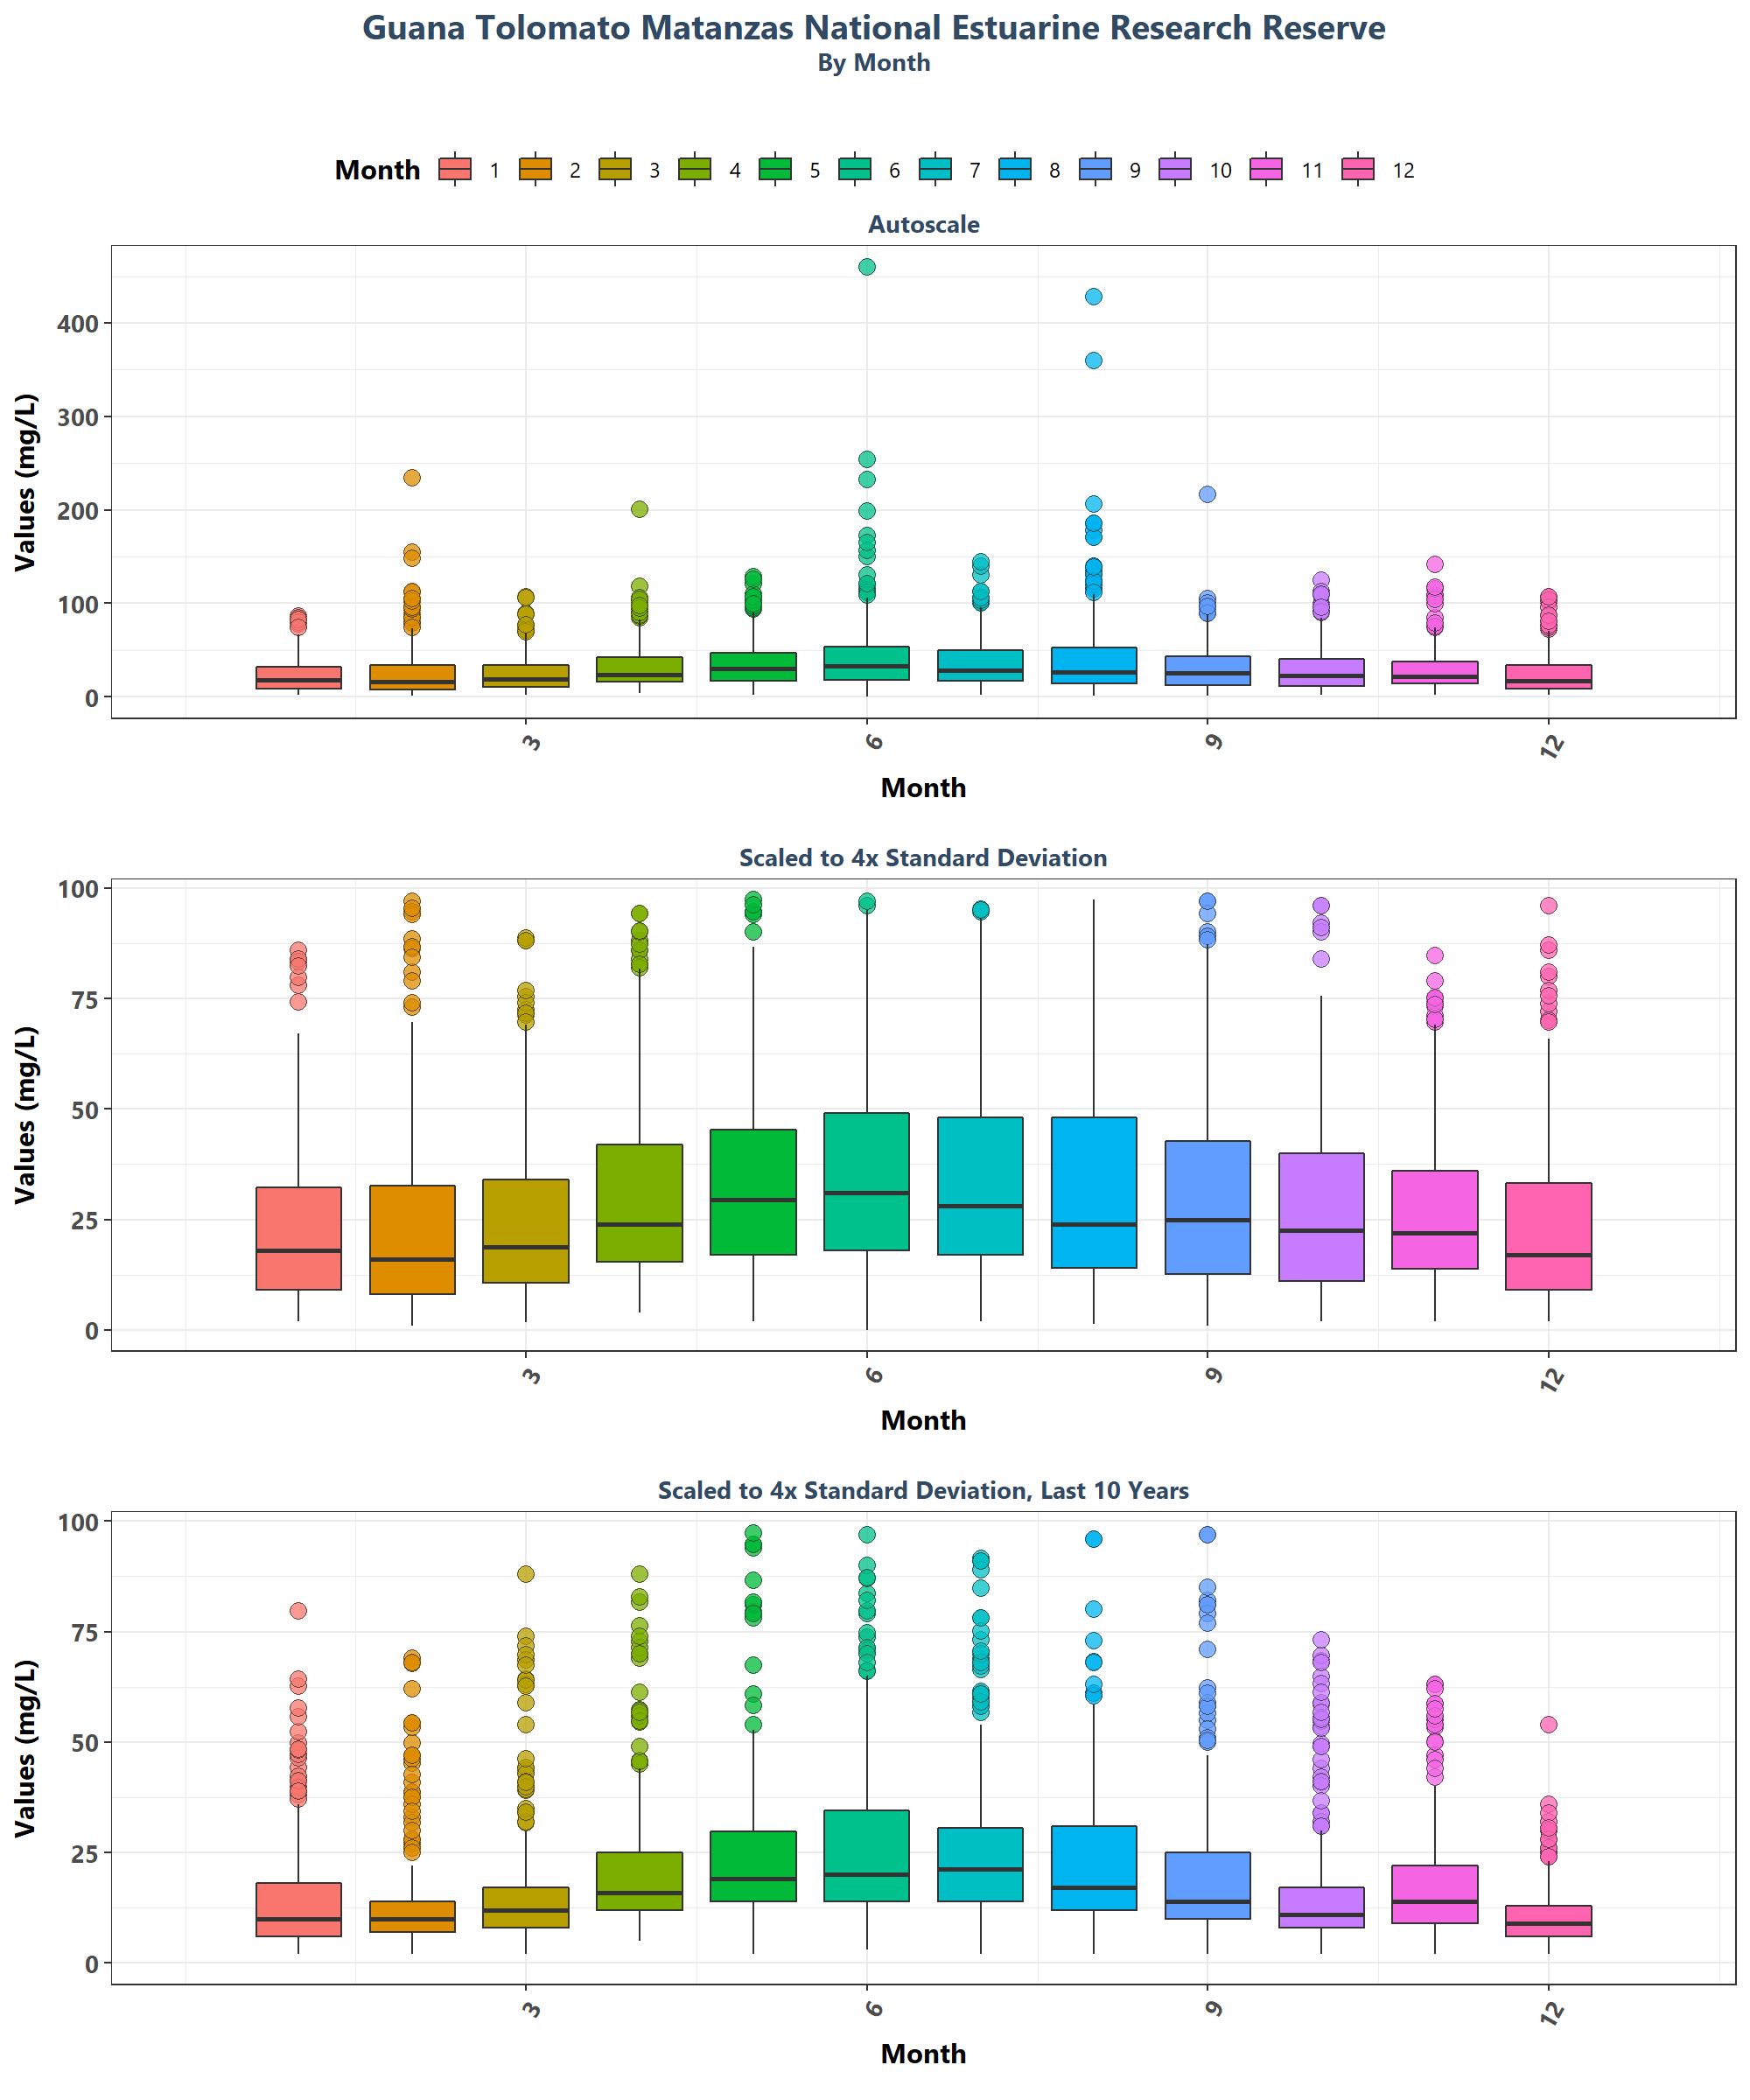 Guana Tolomato Matanzas National Estuarine Research Reserve
By Month
Month 1 2 3 4 5 6 7 8 9 10 11 12
Autoscale
Values (mg/L)
400
300
200
100
0
3 6 9 12
Month
Scaled to 4x Standard Deviation
Values (mg/L)
100
75
50
25
0
3 6 9 12
Month
Scaled to 4x Standard Deviation, Last 10 Years
Values (mg/L)
100
75
50
25
0
3 6 9 12
Month